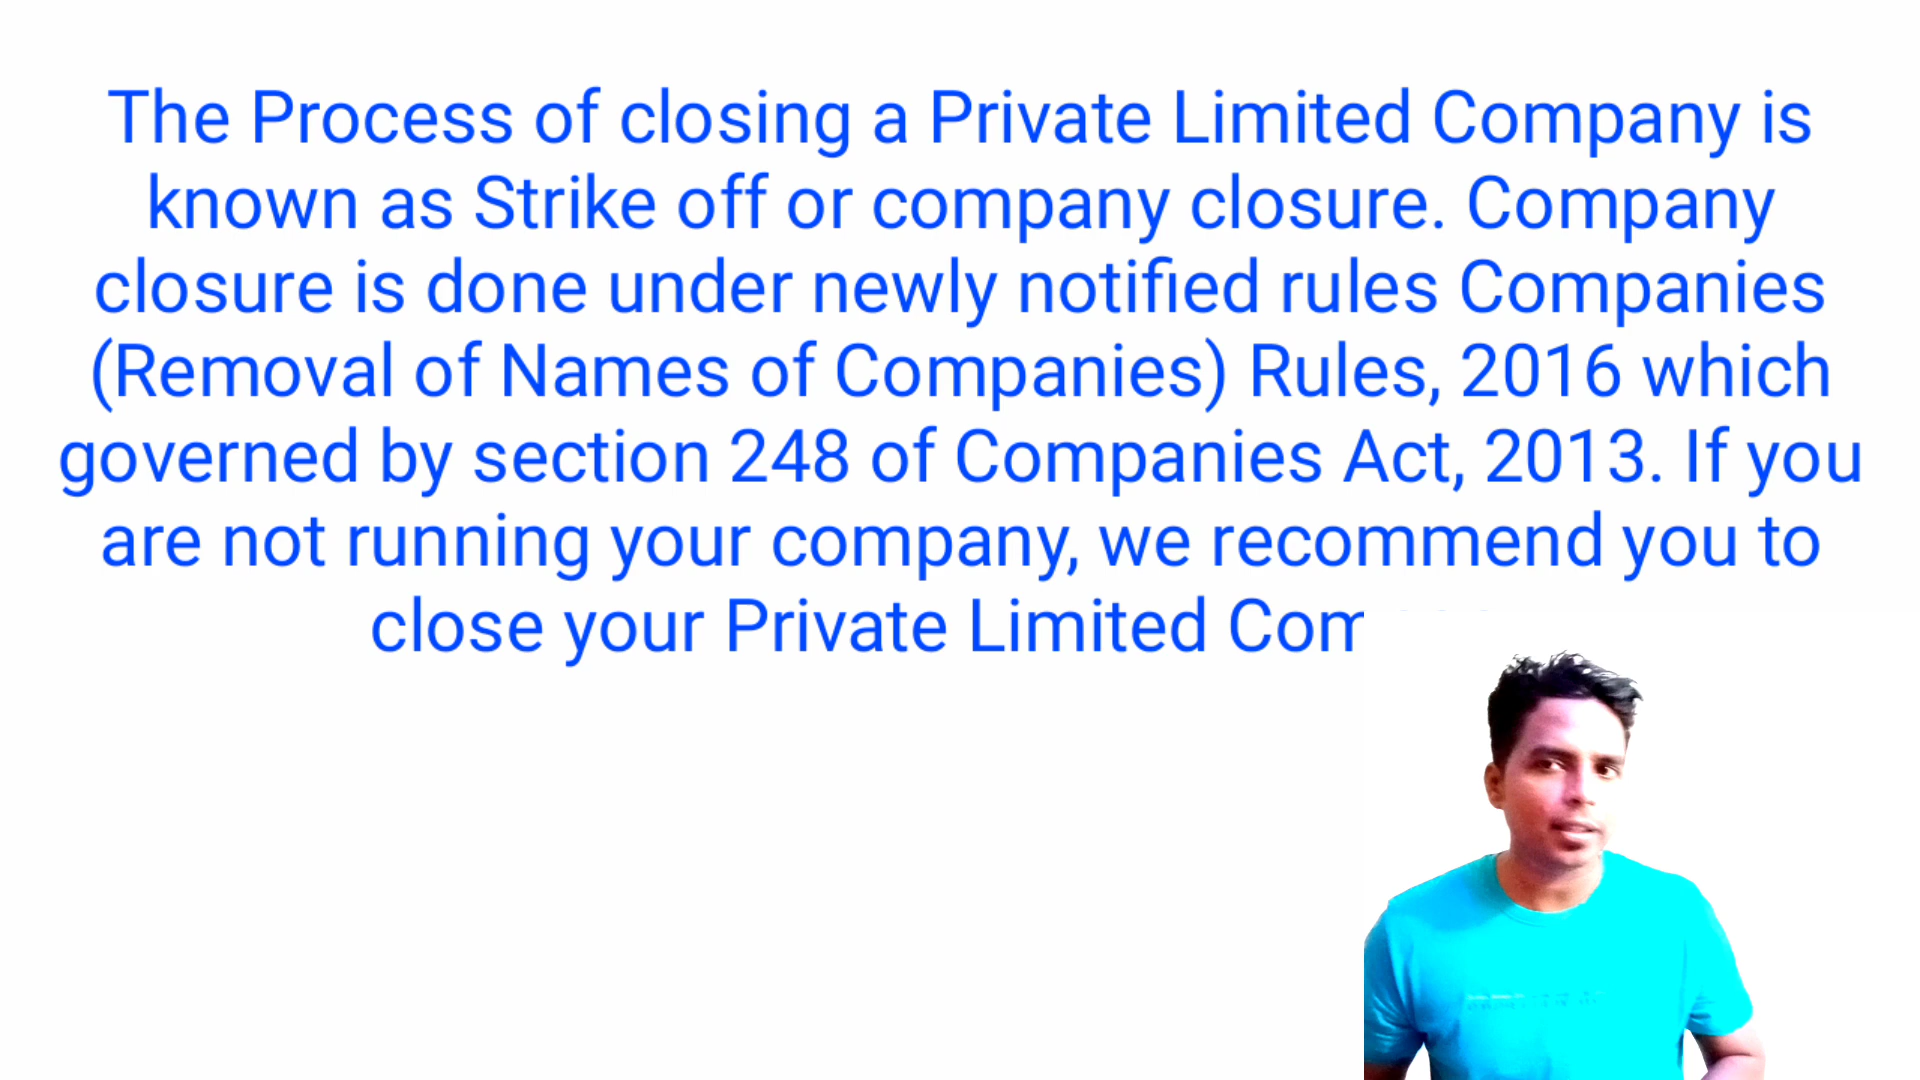 The Process of closing a Private Limited Company is
known as Strike off or company closure. Company
closure is done under newly notified rules Companies
(Removal of Names of Companies) Rules, 2016 which
governed by section 248 of Companies Act, 2013. If you
are not running your company, we recommend you to
close your Private Limited